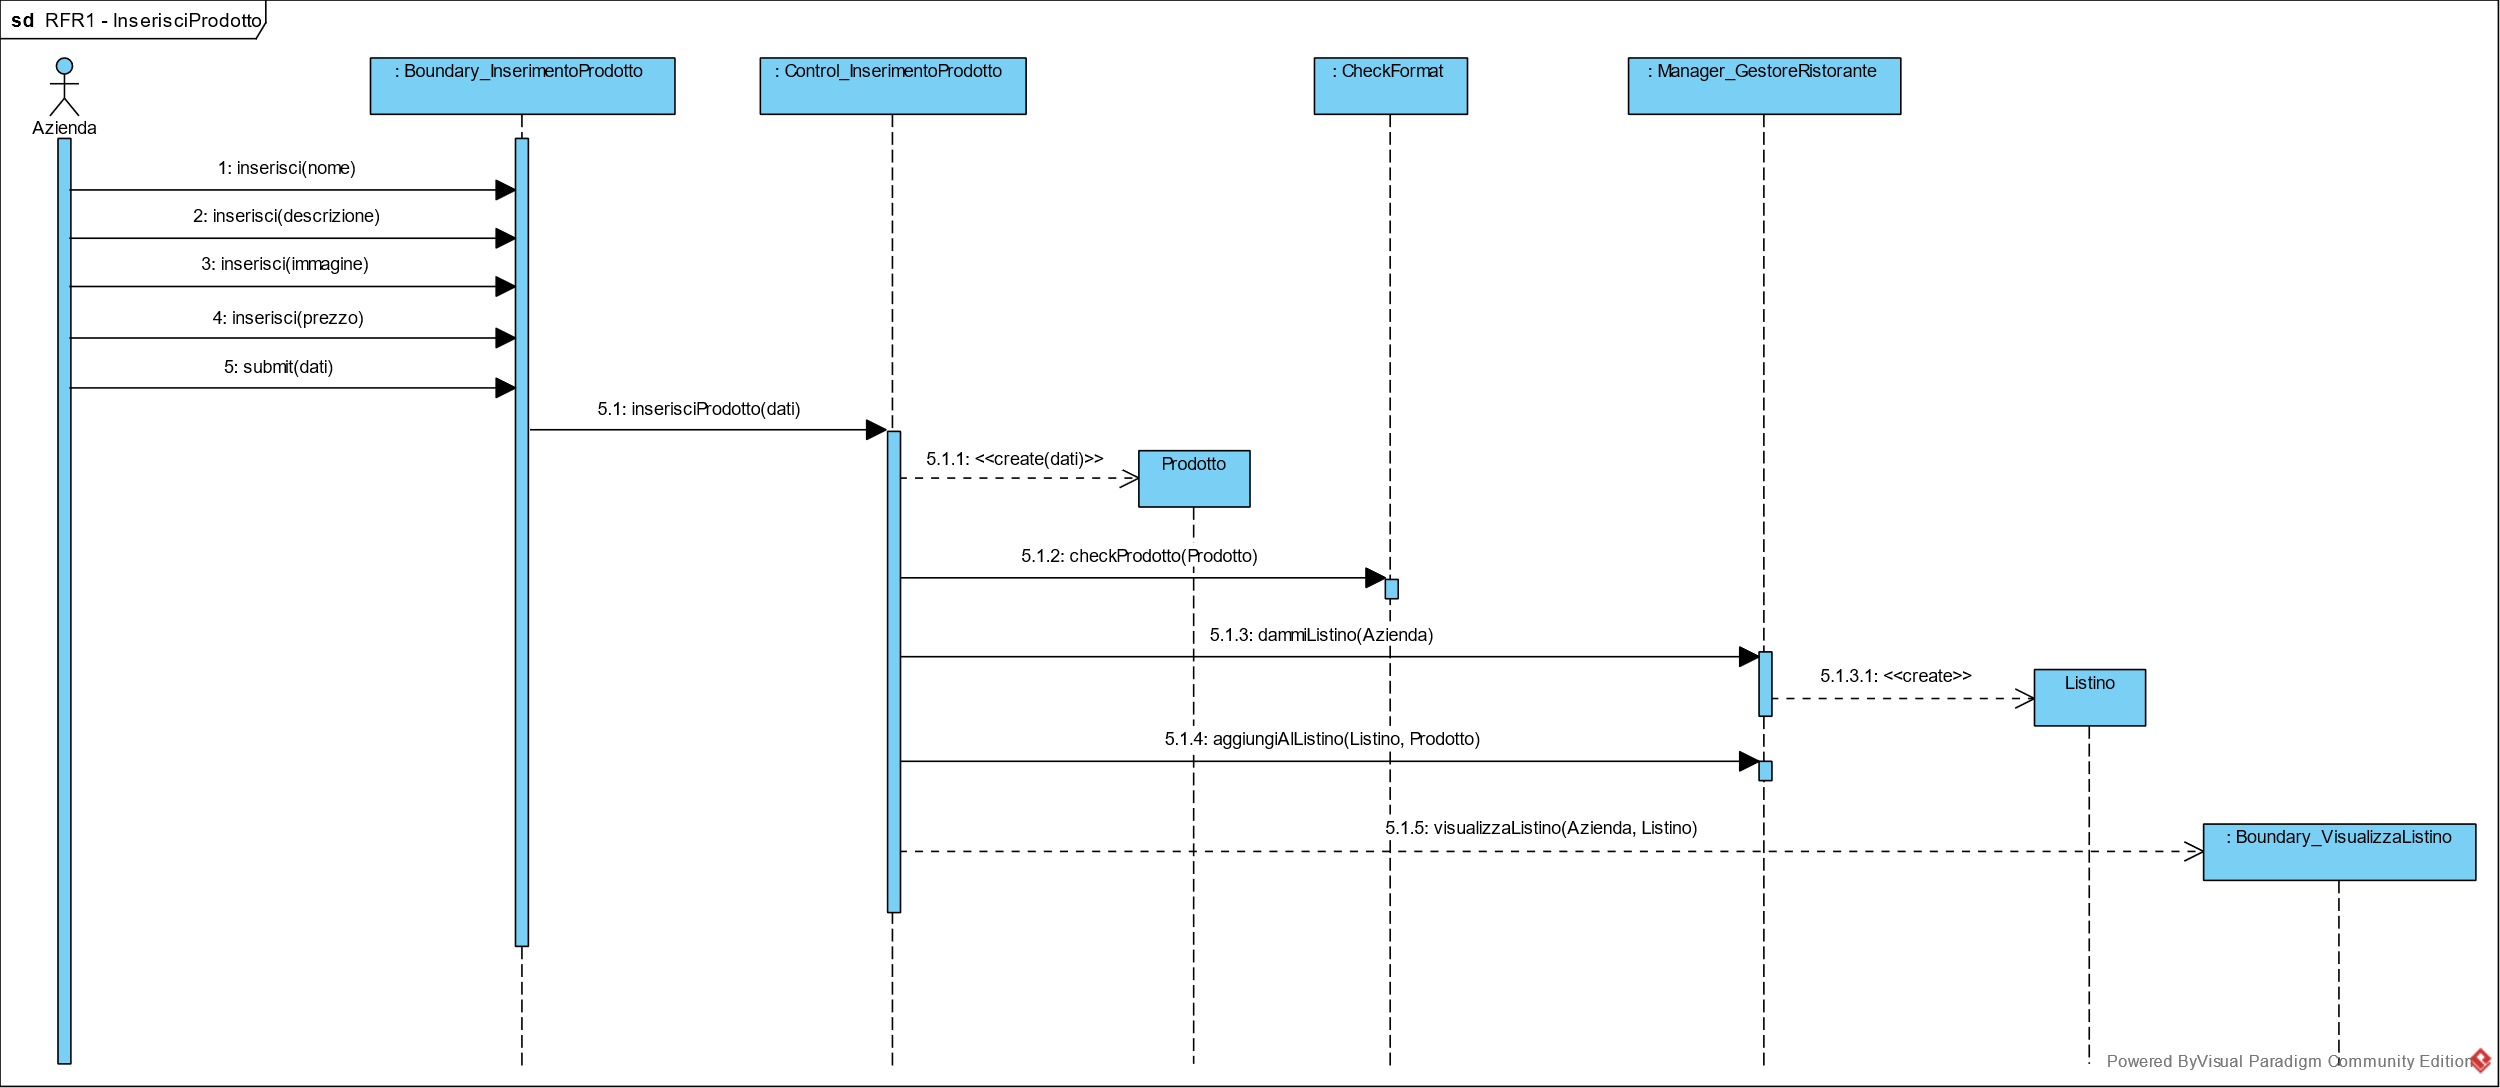 sd RFR1 - InserisciProdotto
Azienda
: Boundary_InserimentoProdotto
: Control_InserimentoProdotto
: CheckFormat
: Manager_GestoreRistorante
1: inserisci(nome)
2: inserisci(descrizione)
3: inserisci(immagine)
4: inserisci(prezzo)
5: submit(dati)
5.1: inserisciProdotto(dati)
5.1.1: <<create(dati)>>
Prodotto
5.1.2: checkProdotto(Prodotto)
5.1.3: dammiListino(Azienda)
5.1.3.1: <<create>>
Listino
5.1.4: aggiungiAlListino(Listino, Prodotto)
5.1.5: visualizzaListino(Azienda, Listino)
: Boundary_VisualizzaListino
Powered ByVisual Paradigm Community Edition